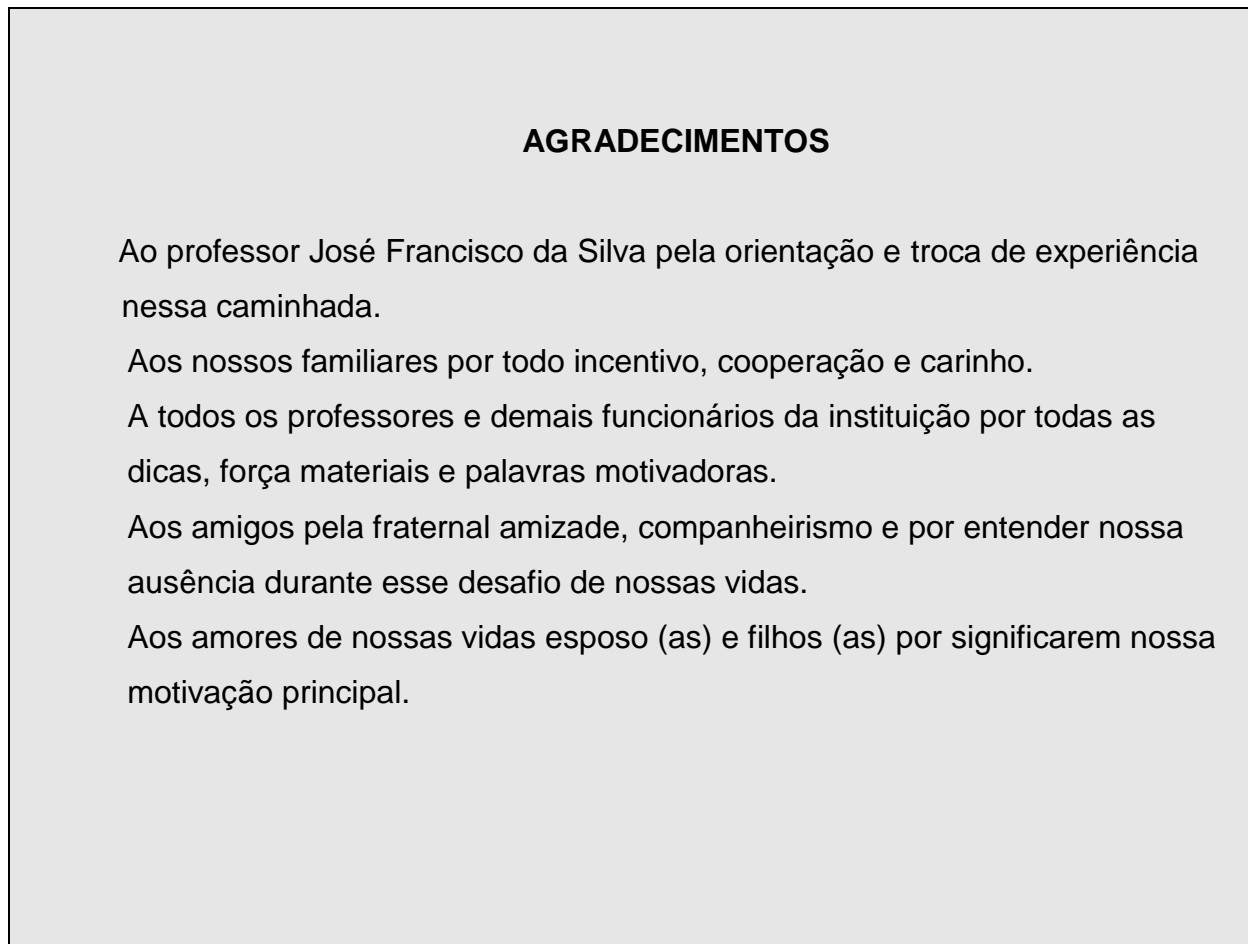 AGRADECIMENTOS
Ao professor José Francisco da Silva pela orientação e troca de experiência
nessa caminhada.
Aos nossos familiares por todo incentivo, cooperação e carinho.
A todos os professores e demais funcionários da instituição por todas as
dicas, força materiais e palavras motivadoras.
Aos amigos pela fraternal amizade, companheirismo e por entender nossa
ausência durante esse desafio de nossas vidas.
Aos amores de nossas vidas esposo (as) e filhos (as) por significarem nossa
motivação principal.